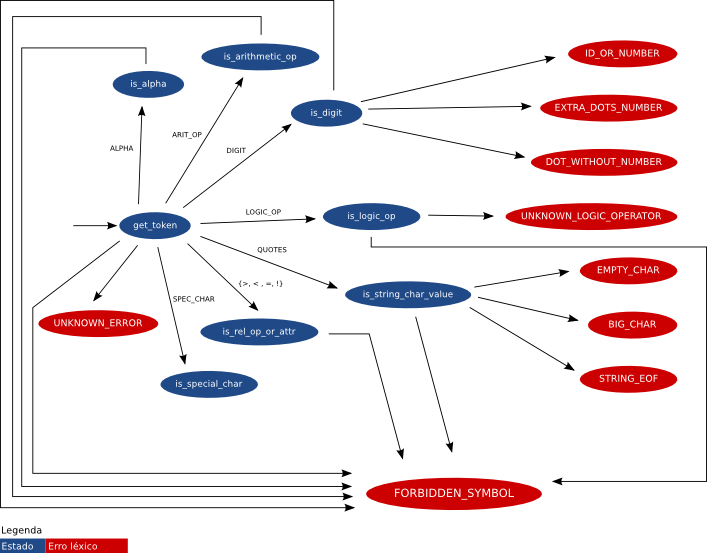 is_arithmetic_op
ID_OR_NUMBER
is_alpha
is_digit
EXTRA_DOTS_NUMBER
ARIT_OP
ALPHA
DIGIT
DOT_WITHOUT_NUMBER
LOGIC_OP
is_logic_op
UNKNOWN_LOGIC_OPERATOR
get_token
QUOTES
EMPTY_CHAR
{>, < , =, !}
is_string_char_value
SPEC_CHAR
UNKNOWN_ERROR
BIG_CHAR
is_rel_op_or_attr
is_special_char
STRING_EOF
FORBIDDEN_SYMBOL
Legenda
Estado
Erro léxico